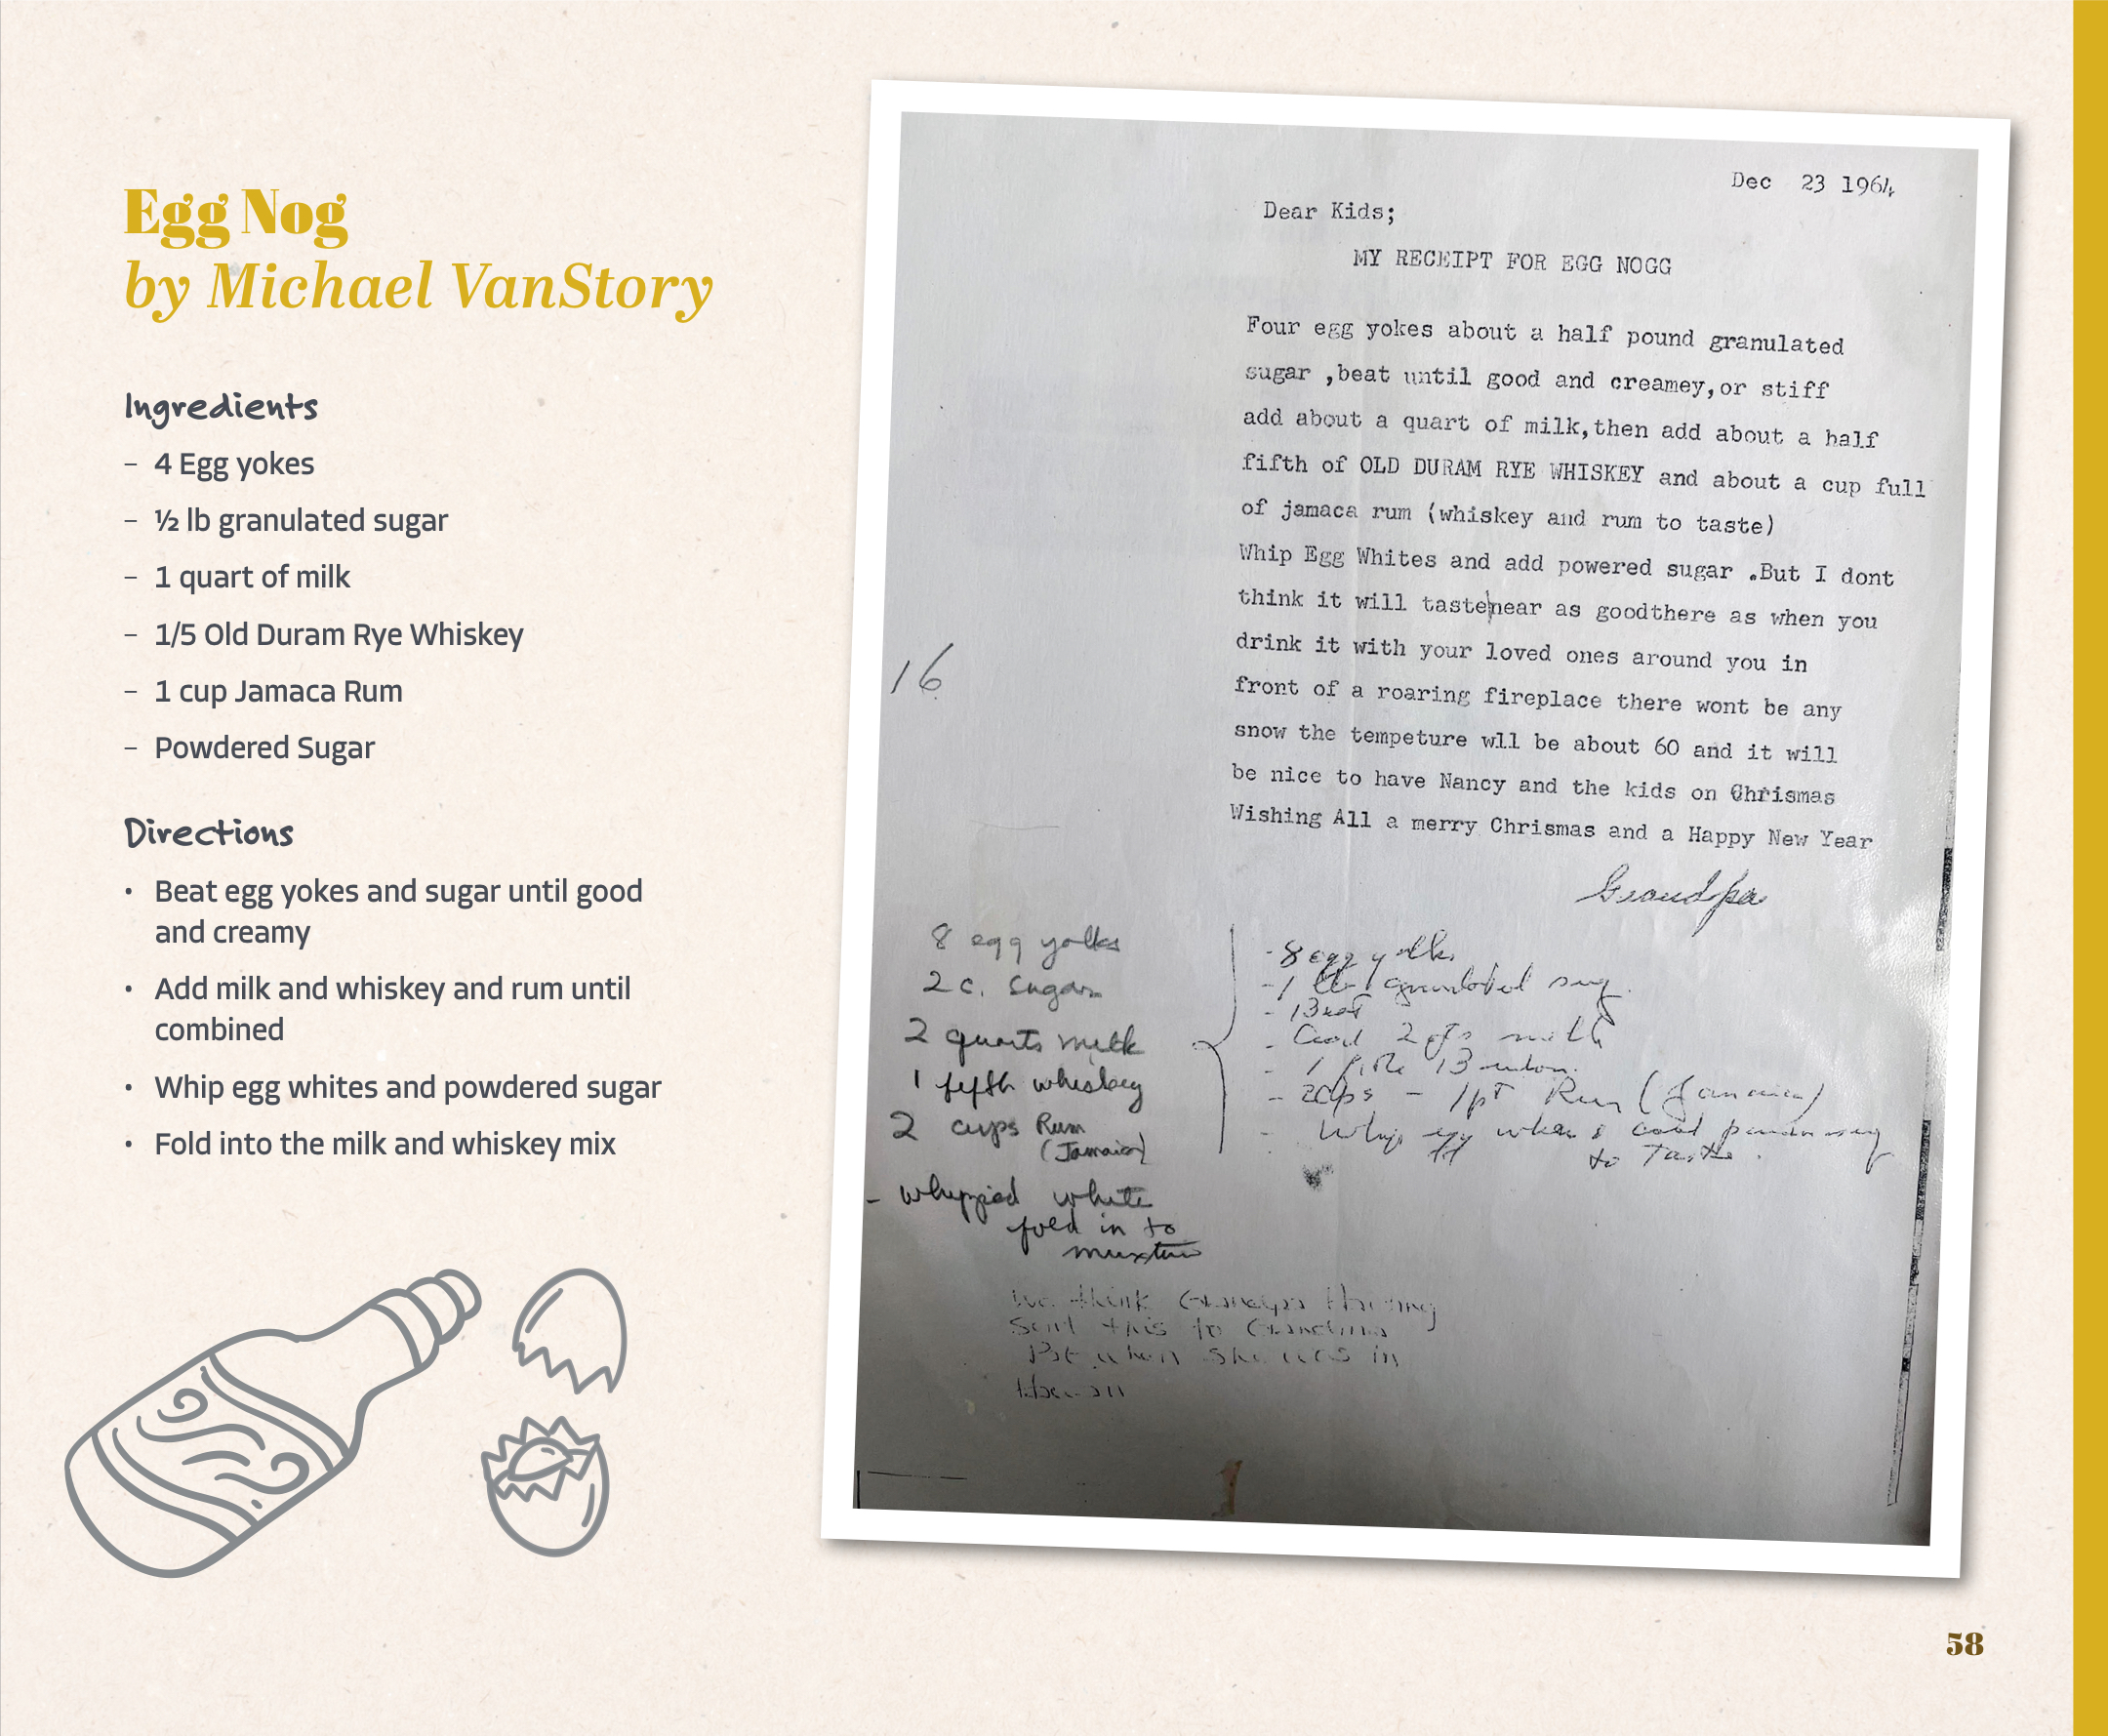 Egg Nog
by Michael VanStory
Ingredients
– 4 Egg yokes
– ½ lb granulated sugar
– 1 quart of milk
– 1/5 Old Duram Rye Whiskey
– 1 cup Jamaca Rum
– Powdered Sugar
Directions
• Beat egg yokes and sugar until good
and creamy
• Add milk and whiskey and rum until
combined
• Whip egg whites and powdered sugar
• Fold into the milk and whiskey mix
Dec 23 1964
Dear Kids;
MY RECEIPT FOR EGG NOGG
Four egg yokes about a half pound granulated
sugar ,beat until good and creamey,or stiff
add about a quart of milk,then add about a half
fifth of OLD DURAM RYE WHISKEY and about a cup full
of jamaca rum (whiskey and rum to taste)
Whip Egg Whites and add powered sugar .But I dont
think it will taste near as goodthere as when you
drink it with your loved ones around you in
front of a roaring fireplace there wont be any
snow the tempeture wll be about 60 and it will
be nice to have Nancy and the kids on Chrismas
Wishing All a merry Chrismas and a Happy New Year
Grandpa
16
8 egg yolks
2 c. sugar
2 quarts milk
1 fifth whiskey
2 cups Rum
(Jamaica)
- whipped white
fold in to
mixture
- 8 egg yolks
- 1 lb granulated sug.
- Beat
- add 2 qts milk
- 1
- 2 cups - 1 pt Rum (Jamaica)
- Whip egg whites & add
to Taste.
We think Grandpa
Sent this to Grandma
Pat when she was in
58